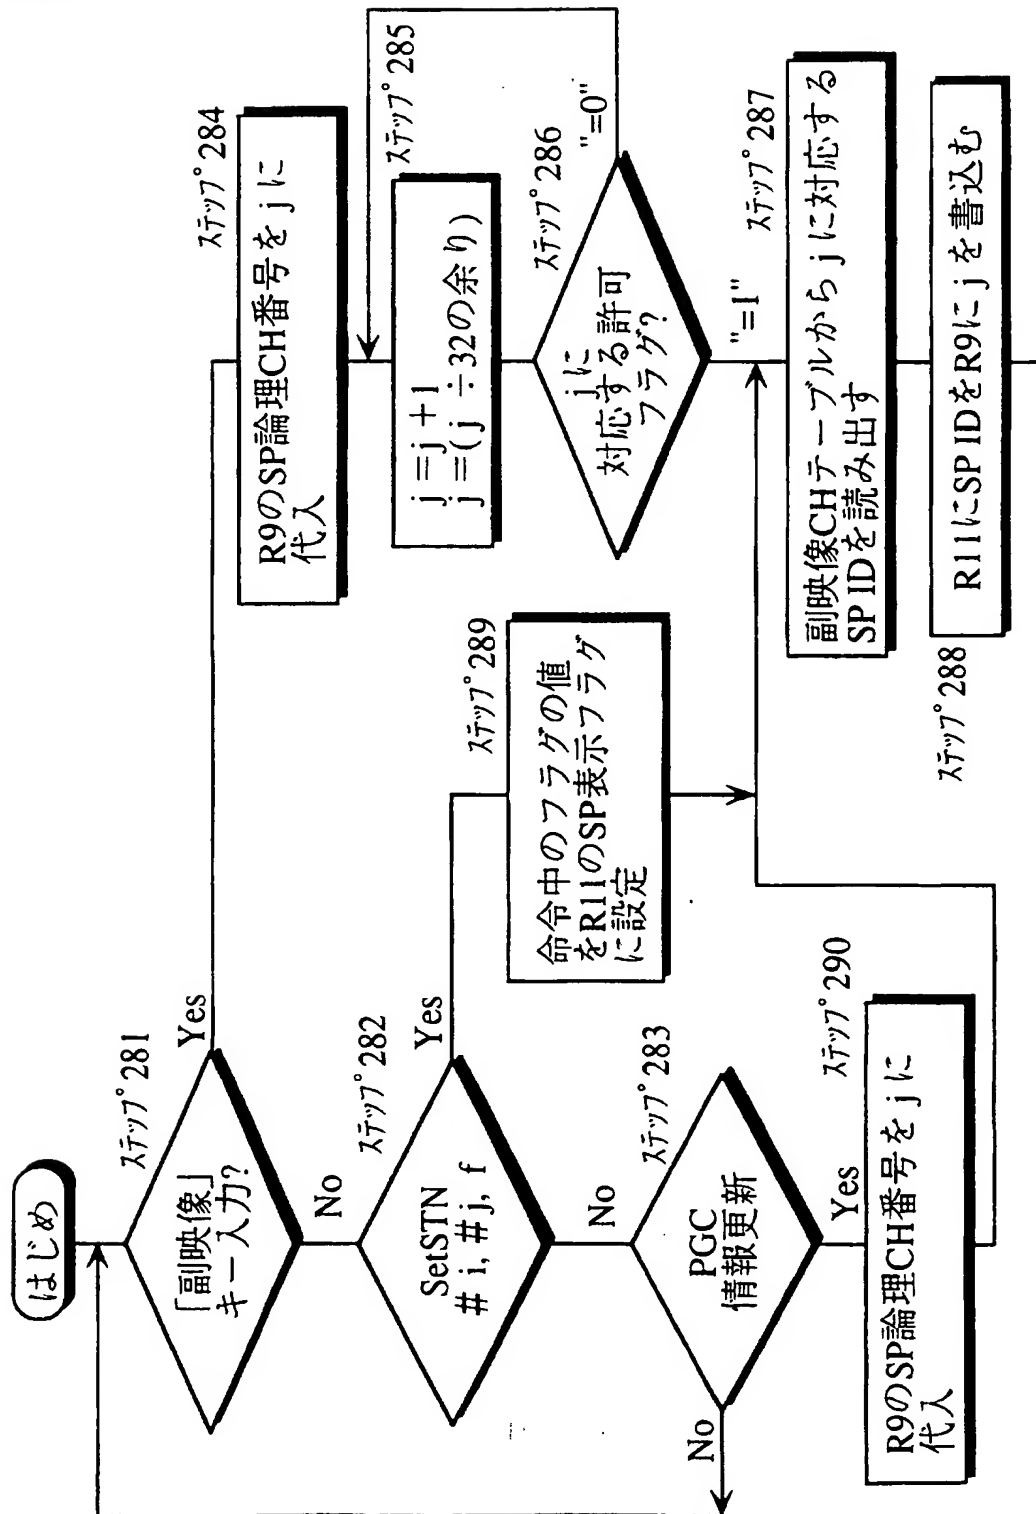 はじめ
ステップ281
「副映像」
キー入力?
Yes
No
ステップ282
SetSTN
# i, # j, f
Yes
No
ステップ283
PGC
情報更新
No
Yes
ステップ290
R9のSP論理CH番号をjに
代入
ステップ289
命令中のフラグの値
をR11のSP表示フラグ
に設定
ステップ284
R9のSP論理CH番号をjに
代入
ステップ285
j=j+1
j=(j÷32の余り)
ステップ286
jに
対応する許可
フラグ?
"=0"
"=1"
ステップ287
副映像CHテーブルからjに対応する
SP IDを読み出す
ステップ288
R11にSP IDをR9にjを書込む